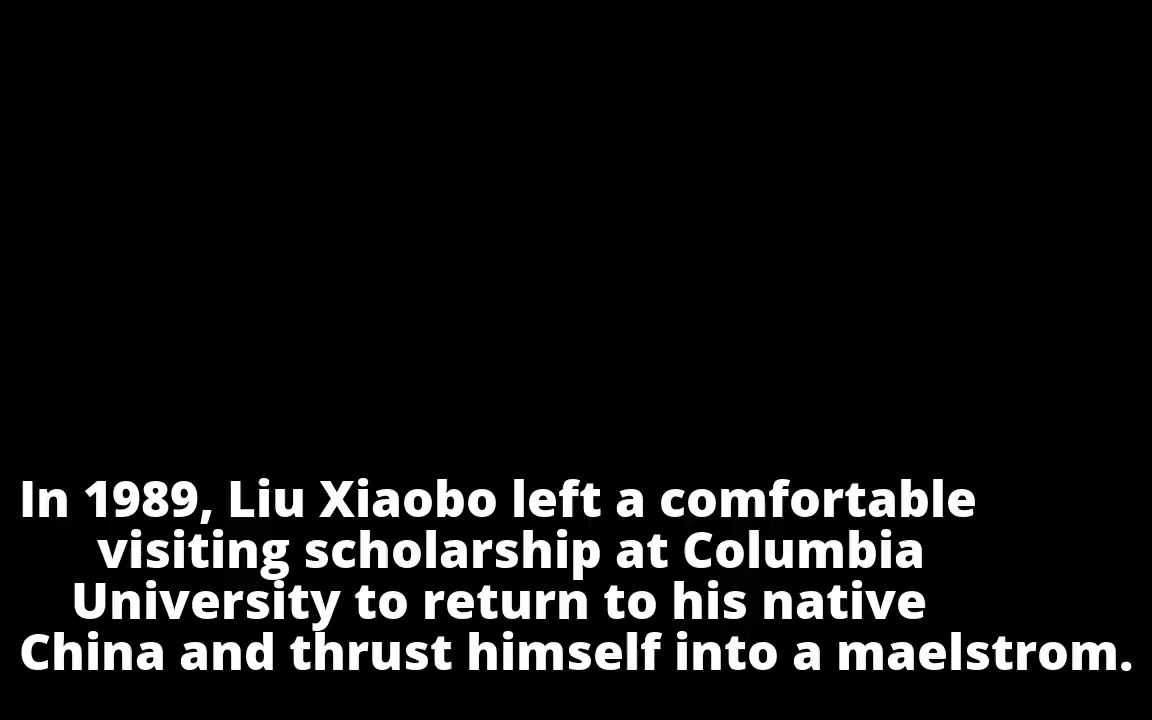 In 1989, Liu Xiaobo left a comfortable
visiting scholarship at Columbia
University to return to his native
China and thrust himself into a maelstrom.